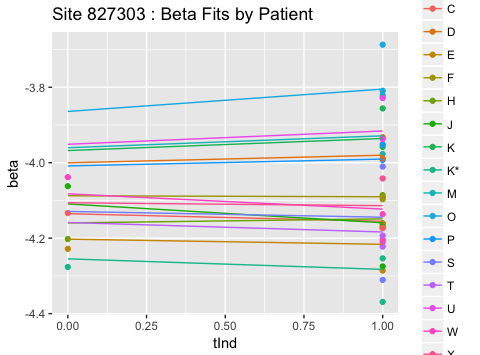 Site 827303 : Beta Fits by Patient
beta
-3.8
-4.0
-4.2
-4.4
0.00 0.25 0.50 0.75 1.00
tInd
C
D
E
F
H
J
K
K*
M
O
P
S
T
U
W